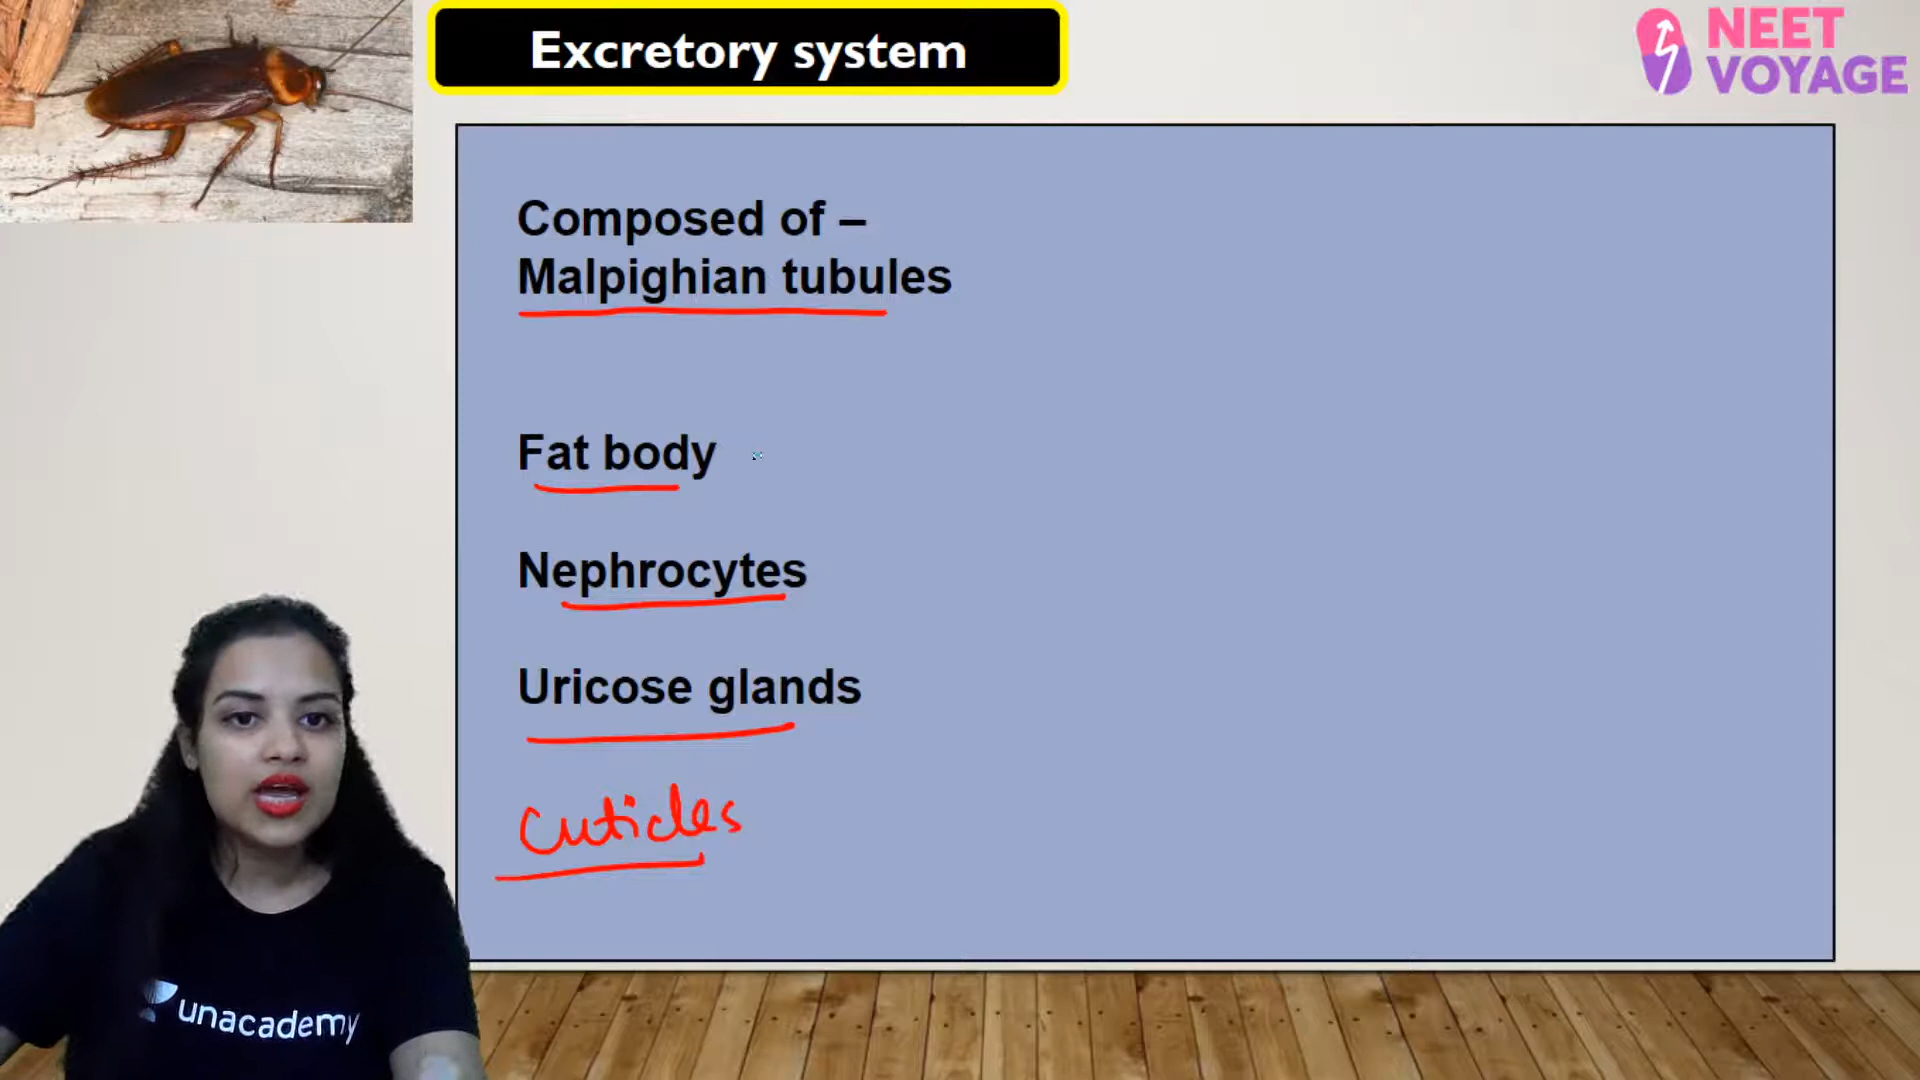 Excretory system
NEET
VOYAGE
Composed of –
Malpighian tubules
Fat body
Nephrocytes
Uricose glands
Cuticles
unacademy